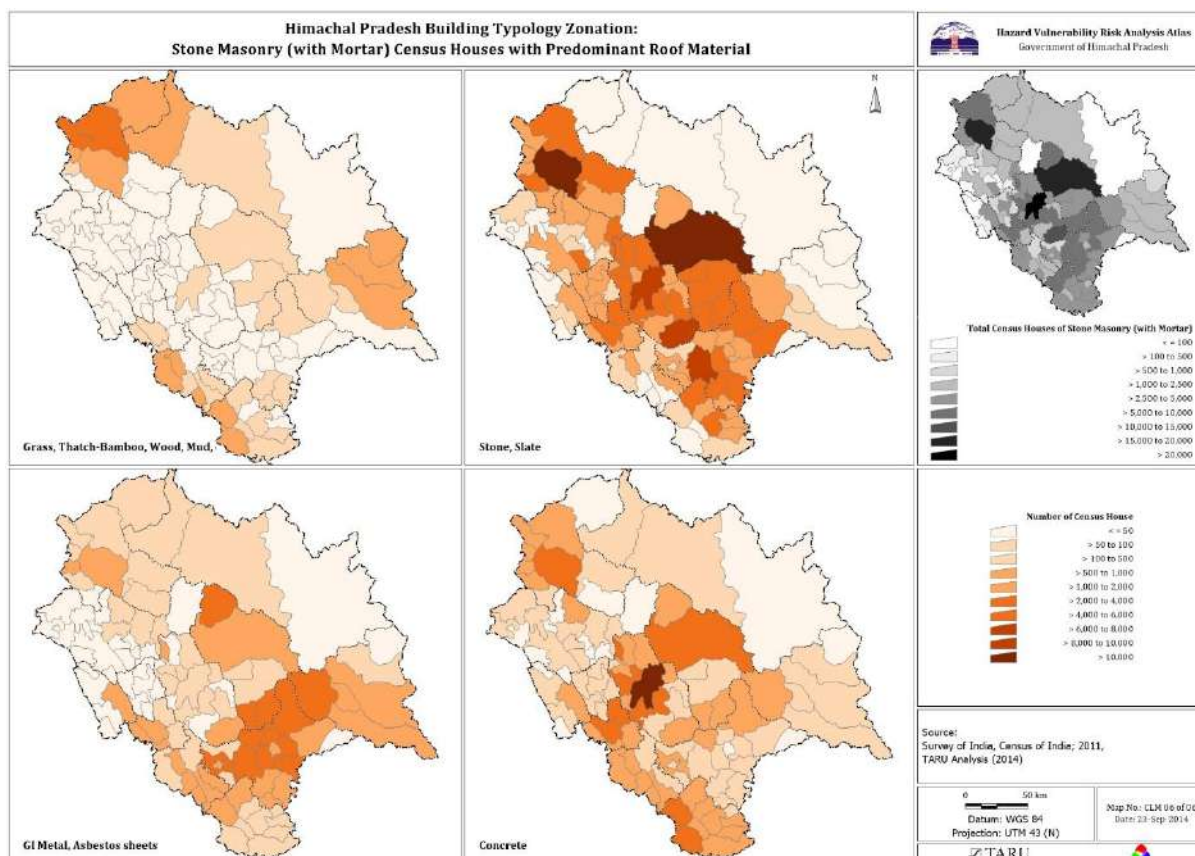 Himachal Pradesh Building Typology Zonation:
Stone Masonry (with Mortar) Census Houses with Predominant Roof Material
Hazard Vulnerability Risk Analysis Atlas
Government of Himachal Pradesh
N
Grass, Thatch-Bamboo, Wood, Mud,
Stone, Slate
Total Census Houses of Stone Masonry (with Mortar)
< = 100
> 100 to 500
> 500 to 1,000
> 1,000 to 2,500
> 2,500 to 5,000
> 5,000 to 10,000
> 10,000 to 15,000
> 15,000 to 20,000
> 20,000
GI Metal, Asbestos sheets
Concrete
Number of Census House
< = 50
> 50 to 100
> 100 to 500
> 500 to 1,000
> 1,000 to 2,000
> 2,000 to 4,000
> 4,000 to 6,000
> 6,000 to 8,000
> 8,000 to 10,000
> 10,000
Source:
Survey of India, Census of India; 2011,
TARU Analysis (2014)
0 50 km
Datum: WGS 84
Projection: UTM 43 (N)
Map No.: CLM 06 of 06
Date: 23-Sep 2014
TARU